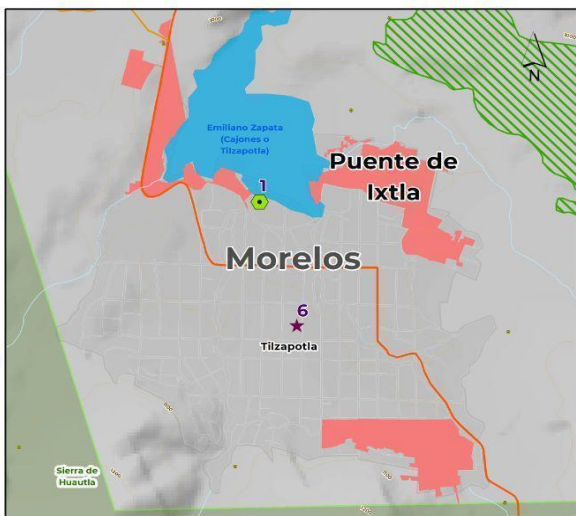 N
Emiliano Zapata
(Cajones o
Tilzapotla)
Puente de
Ixtla
1
Morelos
6
Tilzapotla
Sierra de
Huautla